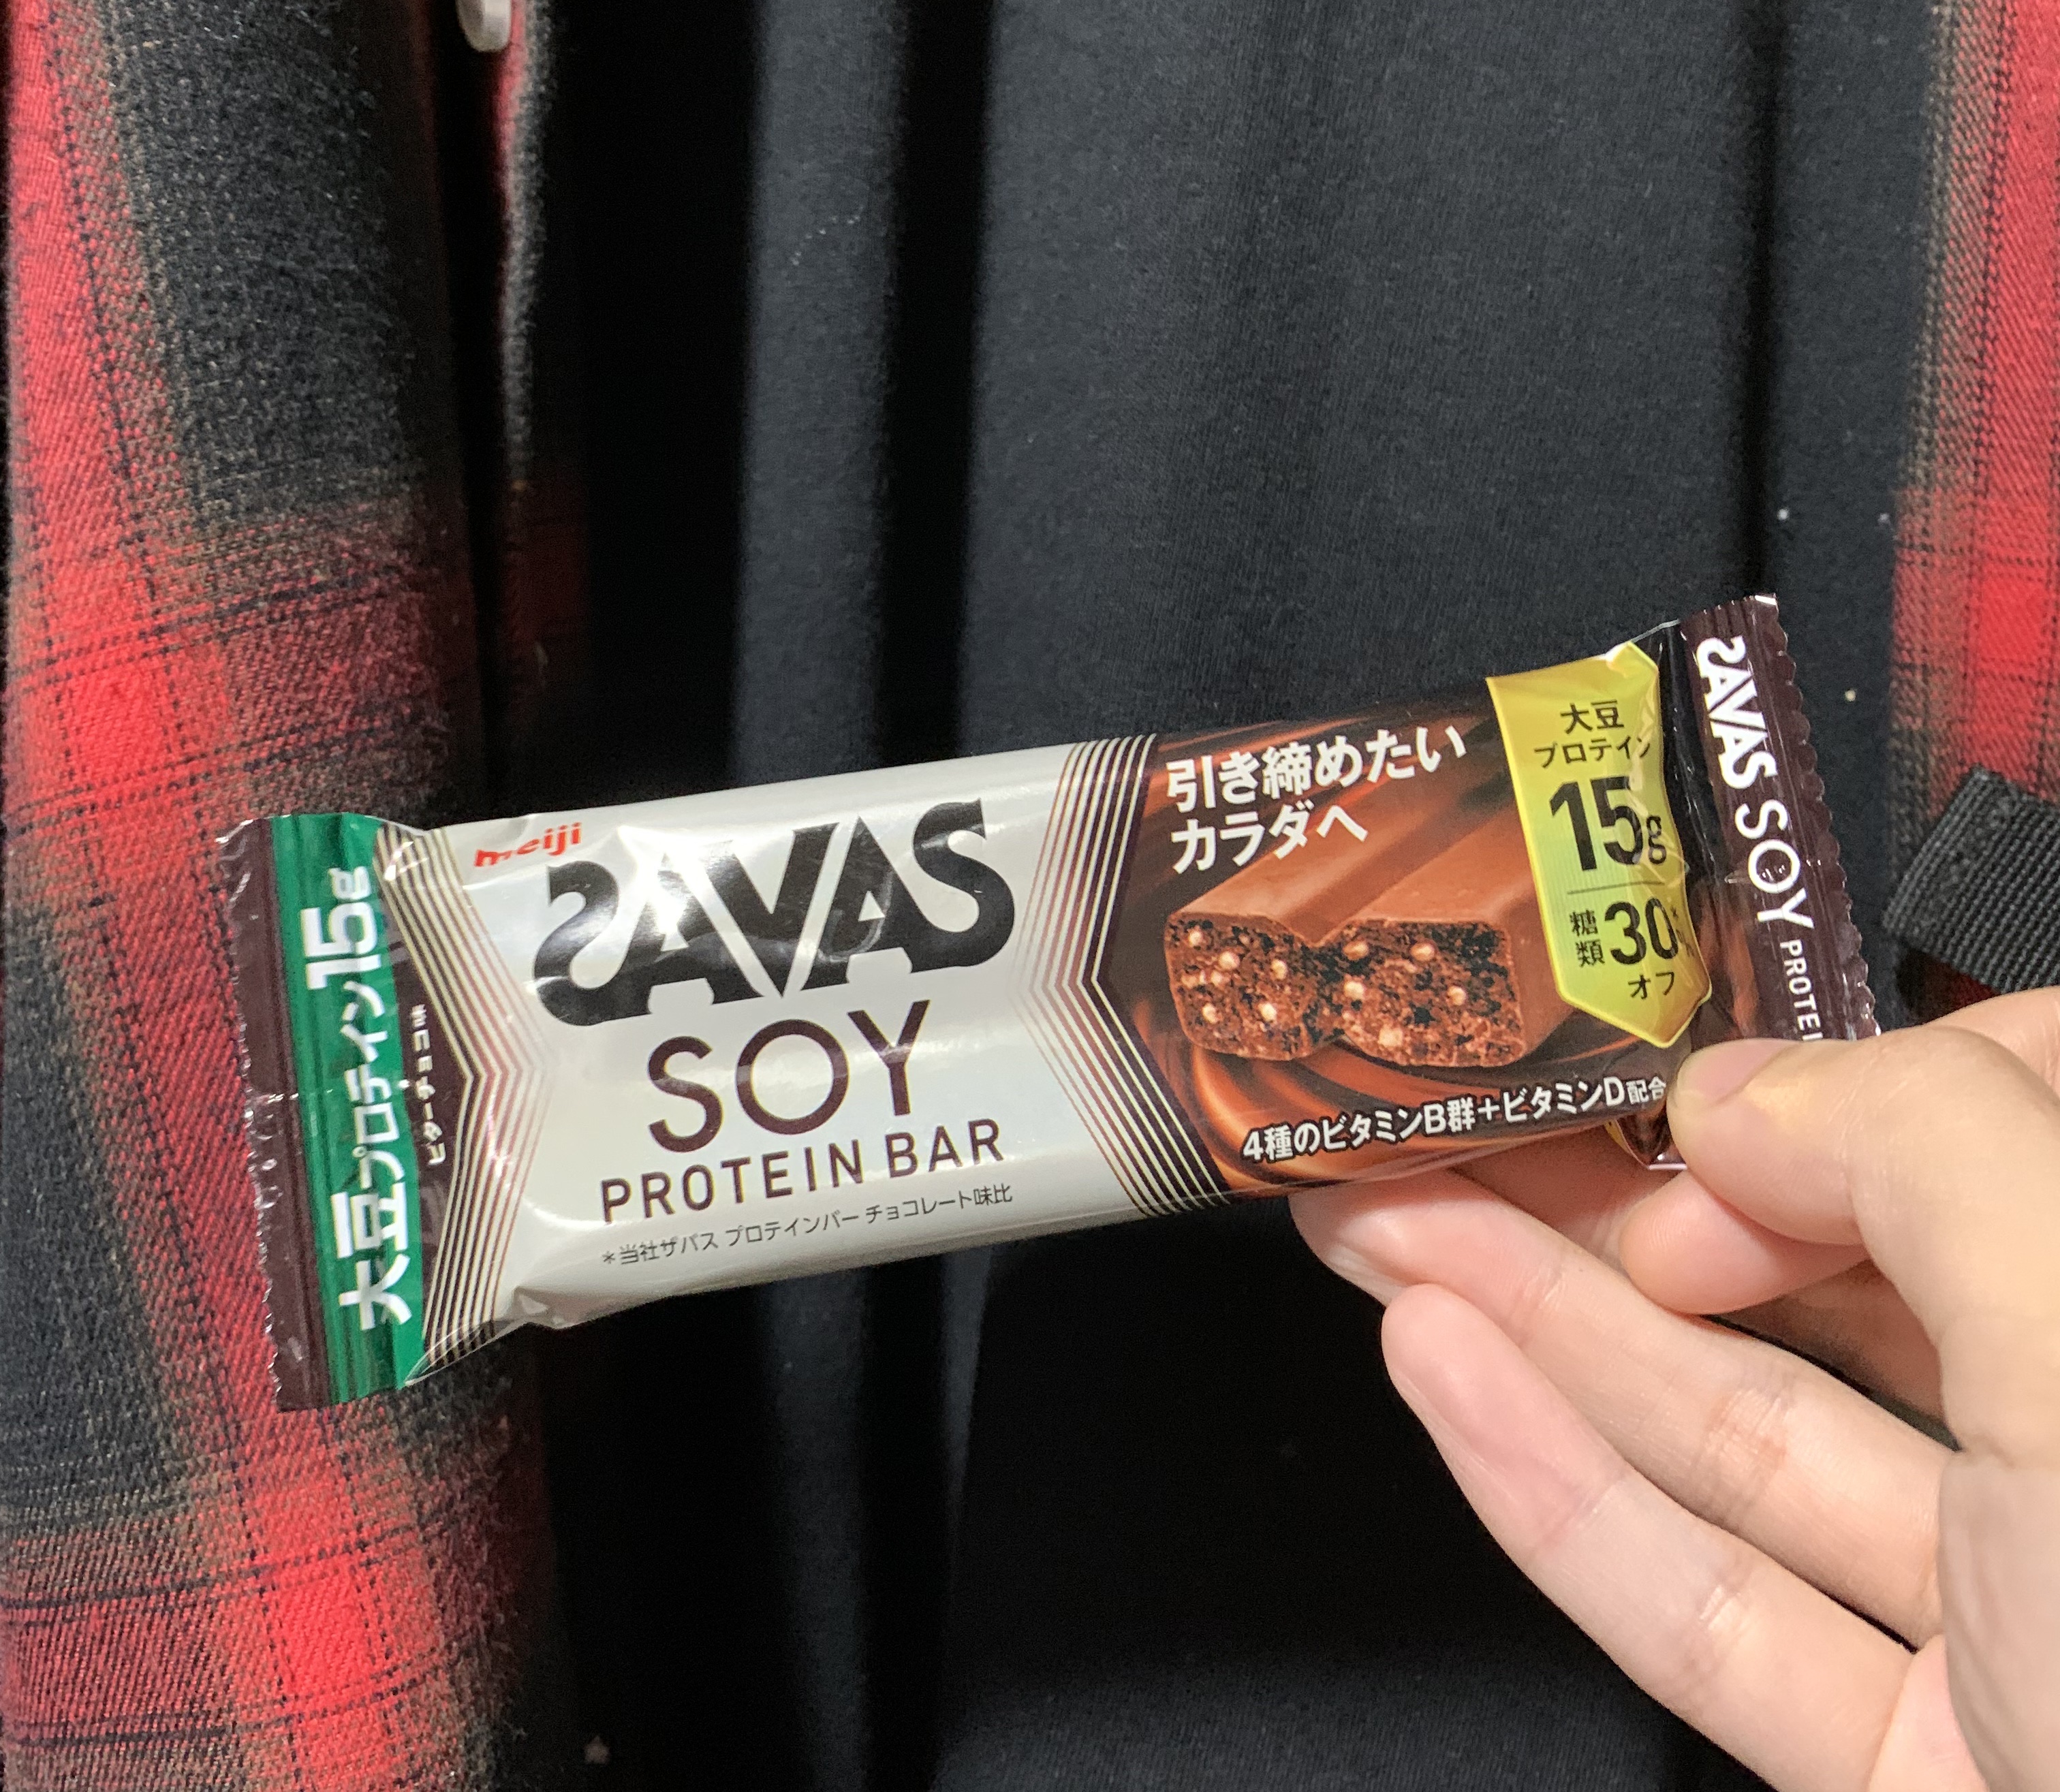 大豆プロテイン15g
ビターチョコ味
meiji
SAVAS
SOY
PROTEIN BAR
*当社ザバス プロテインバー チョコレート味比
引き締めたい
カラダへ
大豆
プロテイン
15g
糖類30%*
オフ
4種のビタミンB群+ビタミンD配合
SAVAS SOY